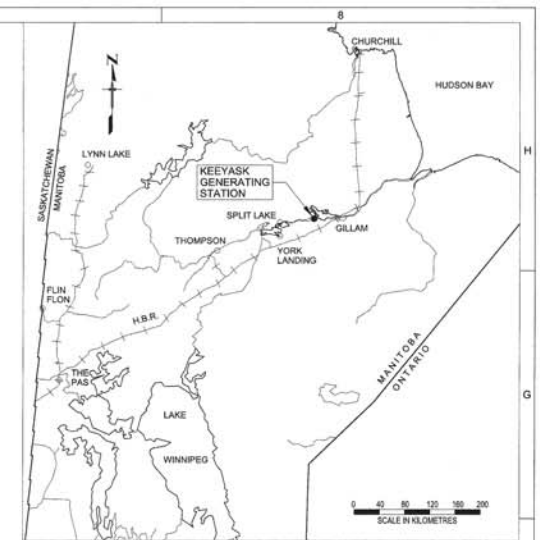 8
CHURCHILL
N
HUDSON BAY
H
LYNN LAKE
SASKATCHEWAN
MANITOBA
KEEYASK
GENERATING
STATION
SPLIT LAKE
GILLAM
THOMPSON
YORK
LANDING
FLIN
FLON
H.B.R.
MANITOBA
ONTARIO
THE
PAS
G
LAKE
WINNIPEG
0 40 80 120 160 200
SCALE IN KILOMETRES